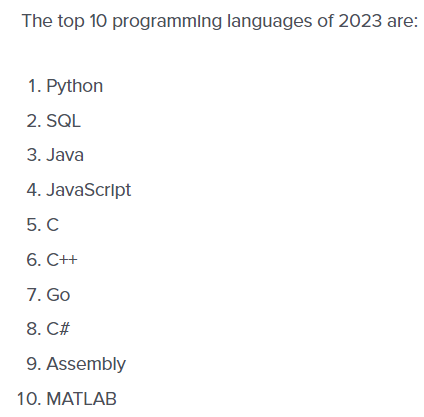 The top 10 programming languages of 2023 are:
1. Python
2. SQL
3. Java
4. JavaScript
5. C
6. C++
7. Go
8. C#
9. Assembly
10. MATLAB